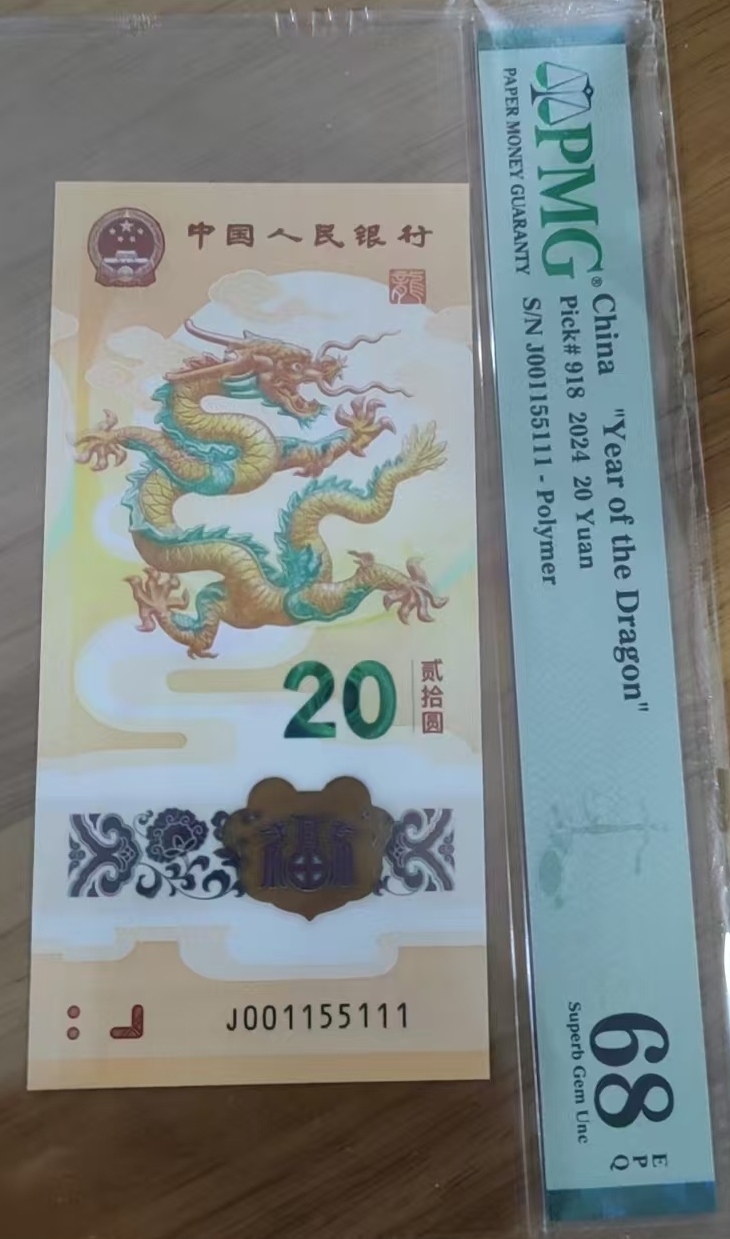 中国人民银行
龍
20
贰拾圆
J001155111
PMG®
PAPER MONEY GUARANTY
China "Year of the Dragon"
Pick# 918 2024 20 Yuan
S/N J001155111 - Polymer
68
EPQ
Superb Gem Unc